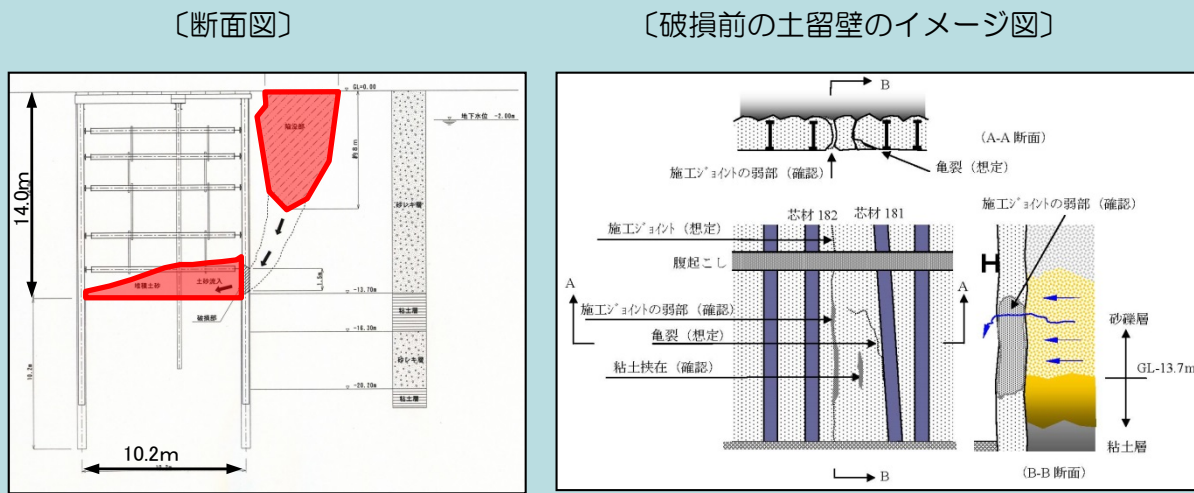 〔断面図〕
〔破損前の土留壁のイメージ図〕
GL=0.00
地下水位 -2.00m
陥没部
約8m
14.0m
砂レキ層
堆積土砂
土砂流入
1.5m
破損部
-13.70m
粘土層
-16.30m
砂レキ層
-20.20m
粘土層
10.2m
10.2m
B
(A-A 断面)
亀裂(想定)
施工ジョイントの弱部(確認)
芯材 182
芯材 181
施工ジョイントの弱部(確認)
施工ジョイント(想定)
腹起こし
A
A
施工ジョイントの弱部(確認)
亀裂(想定)
粘土挟在(確認)
砂礫層
GL-13.7m
粘土層
B
(B-B 断面)